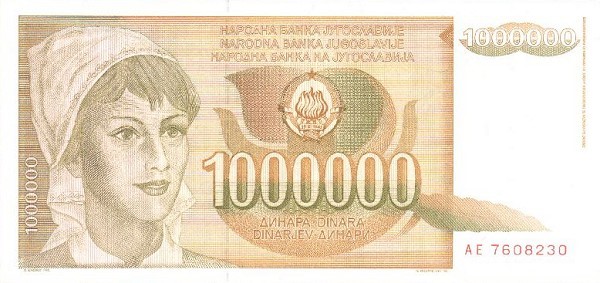 НАРОДНА БАНКА ЈУГОСЛАВИЈЕ
NARODNA BANKA JUGOSLAVIJE
НАРОДНА БАНКА НА ЈУГОСЛАВИЈА
1000000
1000000
1000000
ДИНАРА·DINARA
DINARJEV·ДИНАРИ
AE 7608230